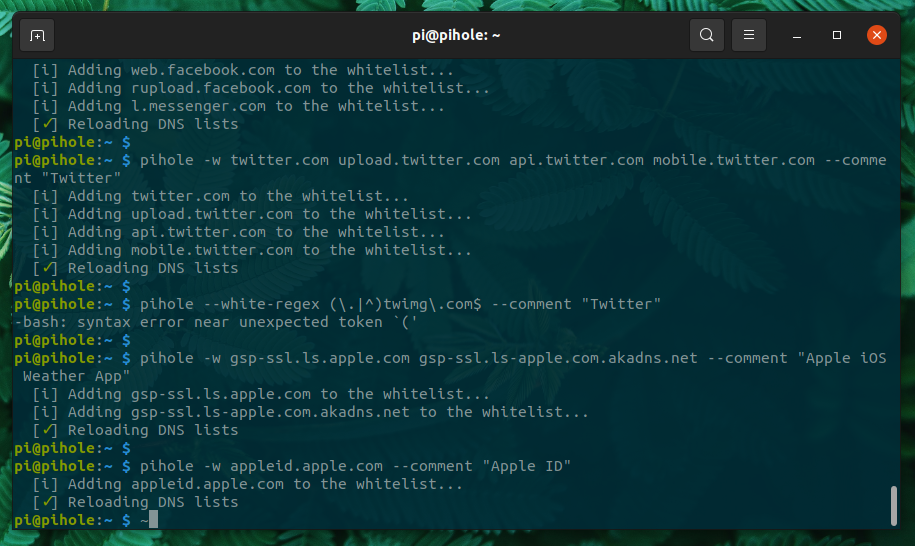 pi@pihole: ~
[i] Adding web.facebook.com to the whitelist...
[i] Adding rupload.facebook.com to the whitelist...
[i] Adding l.messenger.com to the whitelist...
[✓] Reloading DNS lists
pi@pihole:~ $
pi@pihole:~ $ pihole -w twitter.com upload.twitter.com api.twitter.com mobile.twitter.com --comme
nt "Twitter"
[i] Adding twitter.com to the whitelist...
[i] Adding upload.twitter.com to the whitelist...
[i] Adding api.twitter.com to the whitelist...
[i] Adding mobile.twitter.com to the whitelist...
[✓] Reloading DNS lists
pi@pihole:~ $
pi@pihole:~ $ pihole --white-regex (\.|^)twimg\.com$ --comment "Twitter"
-bash: syntax error near unexpected token `('
pi@pihole:~ $
pi@pihole:~ $ pihole -w gsp-ssl.ls.apple.com gsp-ssl.ls-apple.com.akadns.net --comment "Apple iOS
Weather App"
[i] Adding gsp-ssl.ls.apple.com to the whitelist...
[i] Adding gsp-ssl.ls-apple.com.akadns.net to the whitelist...
[✓] Reloading DNS lists
pi@pihole:~ $
pi@pihole:~ $ pihole -w appleid.apple.com --comment "Apple ID"
[i] Adding appleid.apple.com to the whitelist...
[✓] Reloading DNS lists
pi@pihole:~ $ ~